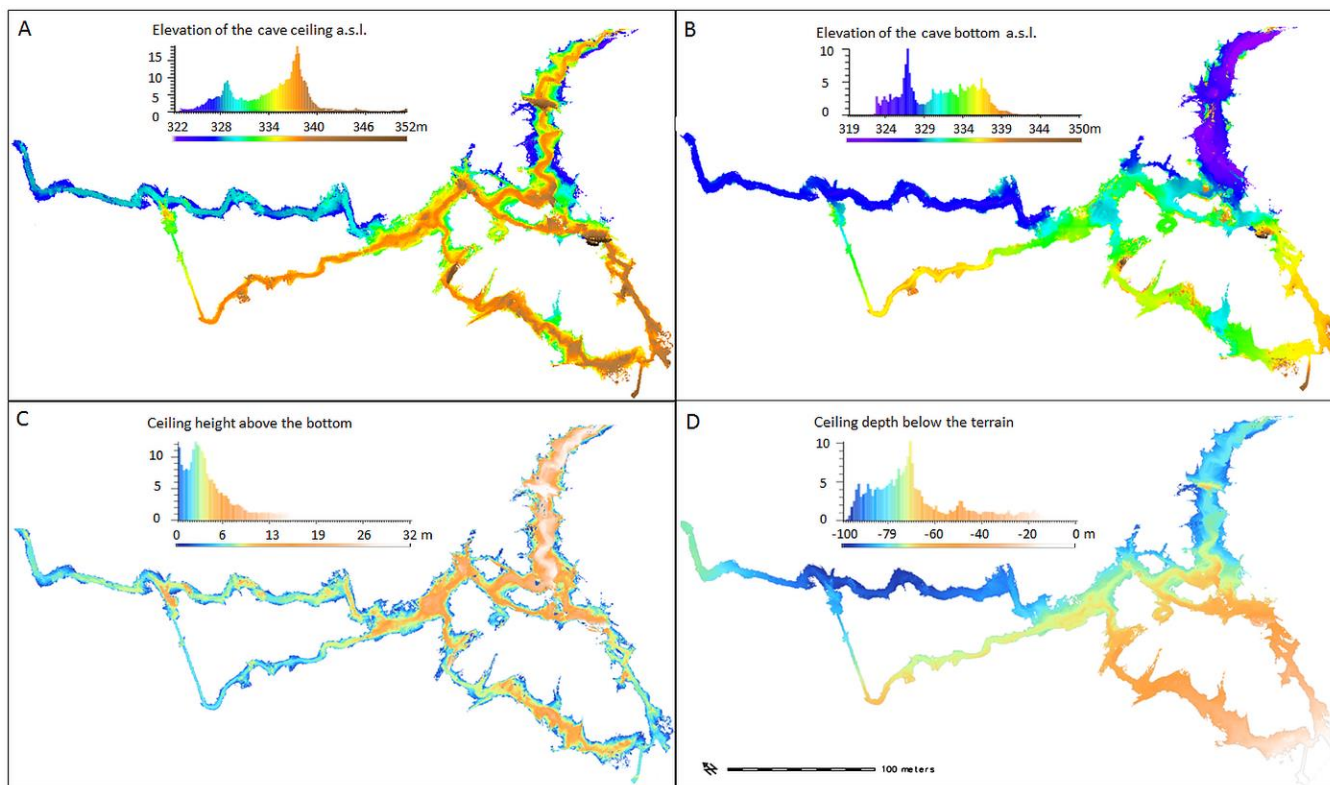 A
Elevation of the cave ceiling a.s.l.
15
10
5
0
322 328 334 340 346 352m
B
Elevation of the cave bottom a.s.l.
10
5
0
319 324 329 334 339 344 350m
C
Ceiling height above the bottom
10
5
0
0 6 13 19 26 32 m
D
Ceiling depth below the terrain
10
5
0
-100 -79 -60 -40 -20 0 m
100 meters